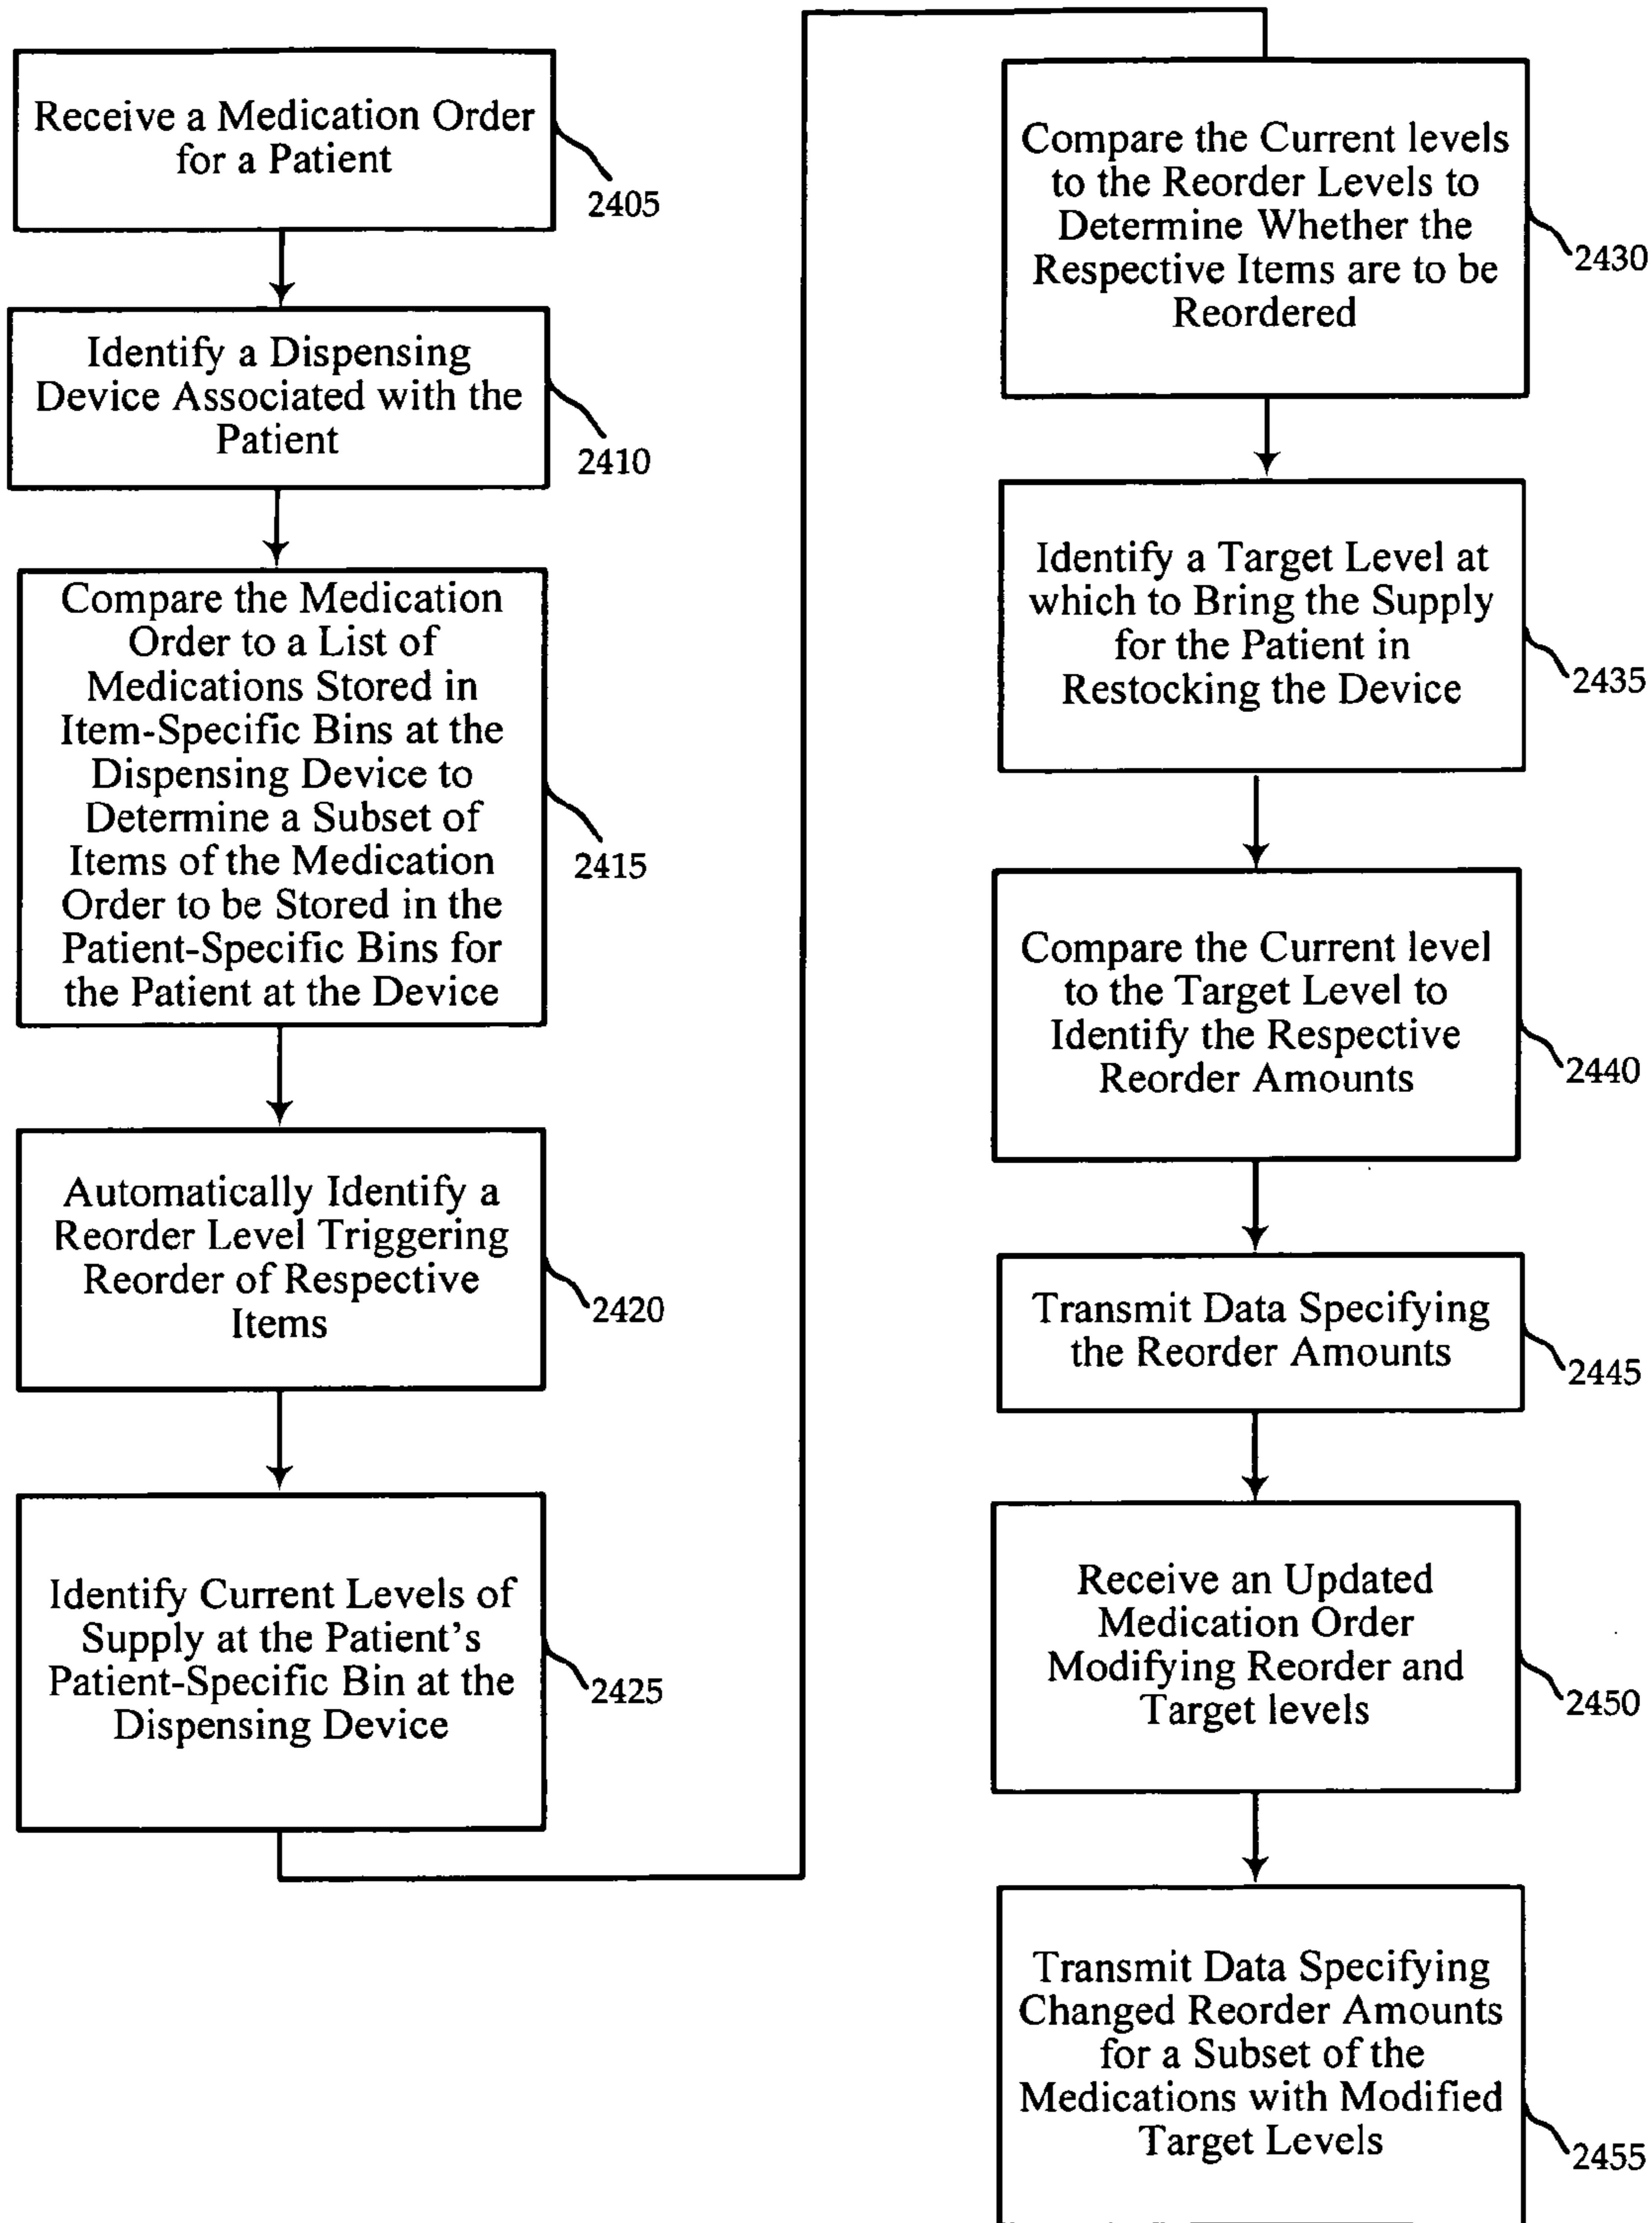 Receive a Medication Order
for a Patient
2405
Identify a Dispensing
Device Associated with the
Patient
2410
Compare the Medication
Order to a List of
Medications Stored in
Item-Specific Bins at the
Dispensing Device to
Determine a Subset of
Items of the Medication
Order to be Stored in the
Patient-Specific Bins for
the Patient at the Device
2415
Automatically Identify a
Reorder Level Triggering
Reorder of Respective
Items
2420
Identify Current Levels of
Supply at the Patient's
Patient-Specific Bin at the
Dispensing Device
2425
Compare the Current levels
to the Reorder Levels to
Determine Whether the
Respective Items are to be
Reordered
2430
Identify a Target Level at
which to Bring the Supply
for the Patient in
Restocking the Device
2435
Compare the Current level
to the Target Level to
Identify the Respective
Reorder Amounts
2440
Transmit Data Specifying
the Reorder Amounts
2445
Receive an Updated
Medication Order
Modifying Reorder and
Target levels
2450
Transmit Data Specifying
Changed Reorder Amounts
for a Subset of the
Medications with Modified
Target Levels
2455